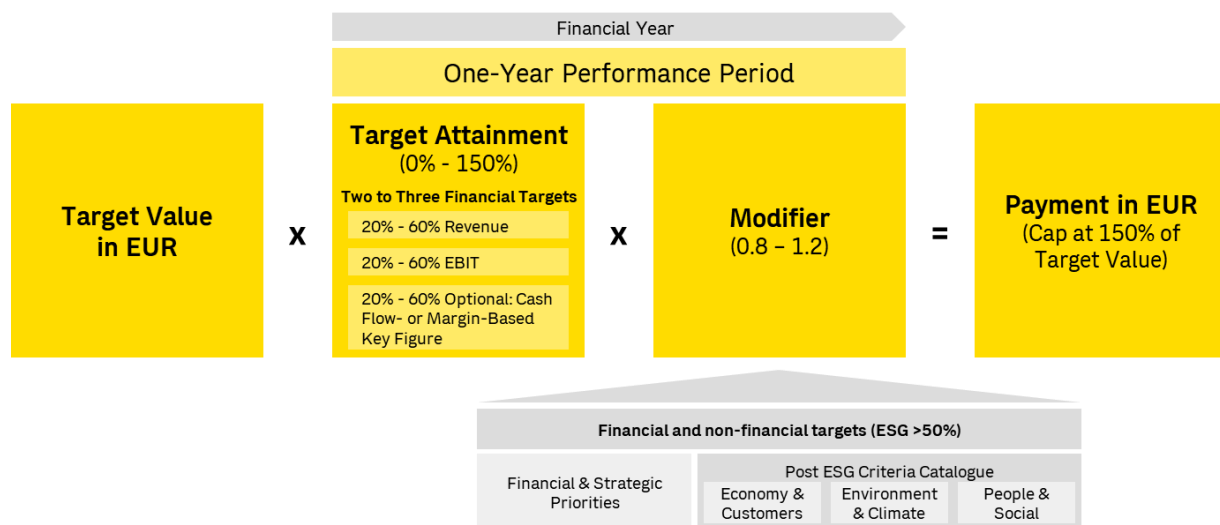 Financial Year
One-Year Performance Period
Target Value
in EUR
x
Target Attainment
(0% - 150%)
Two to Three Financial Targets
20% - 60% Revenue
20% - 60% EBIT
20% - 60% Optional: Cash
Flow- or Margin-Based
Key Figure
x
Modifier
(0.8 – 1.2)
=
Payment in EUR
(Cap at 150% of
Target Value)
Financial and non-financial targets (ESG >50%)
Financial & Strategic
Priorities
Post ESG Criteria Catalogue
Economy &
Customers
Environment
& Climate
People &
Social